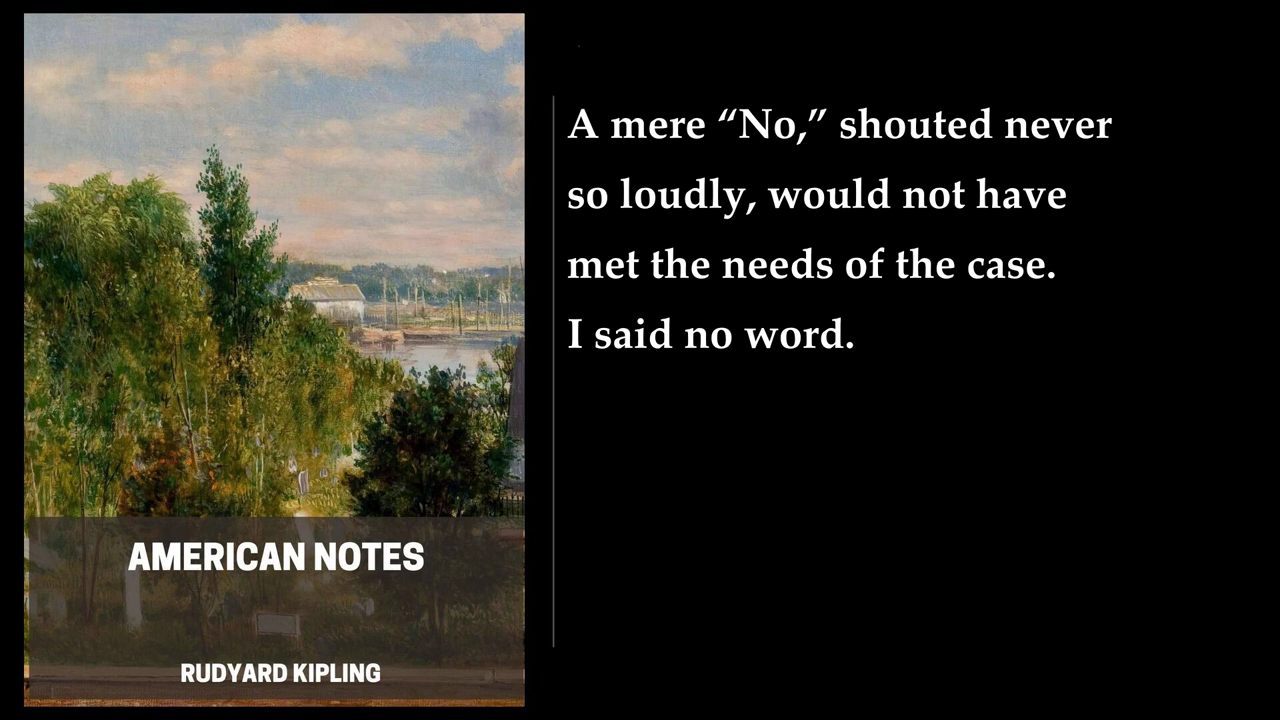 A mere “No,” shouted never
so loudly, would not have
met the needs of the case.
I said no word.
AMERICAN NOTES
RUDYARD KIPLING